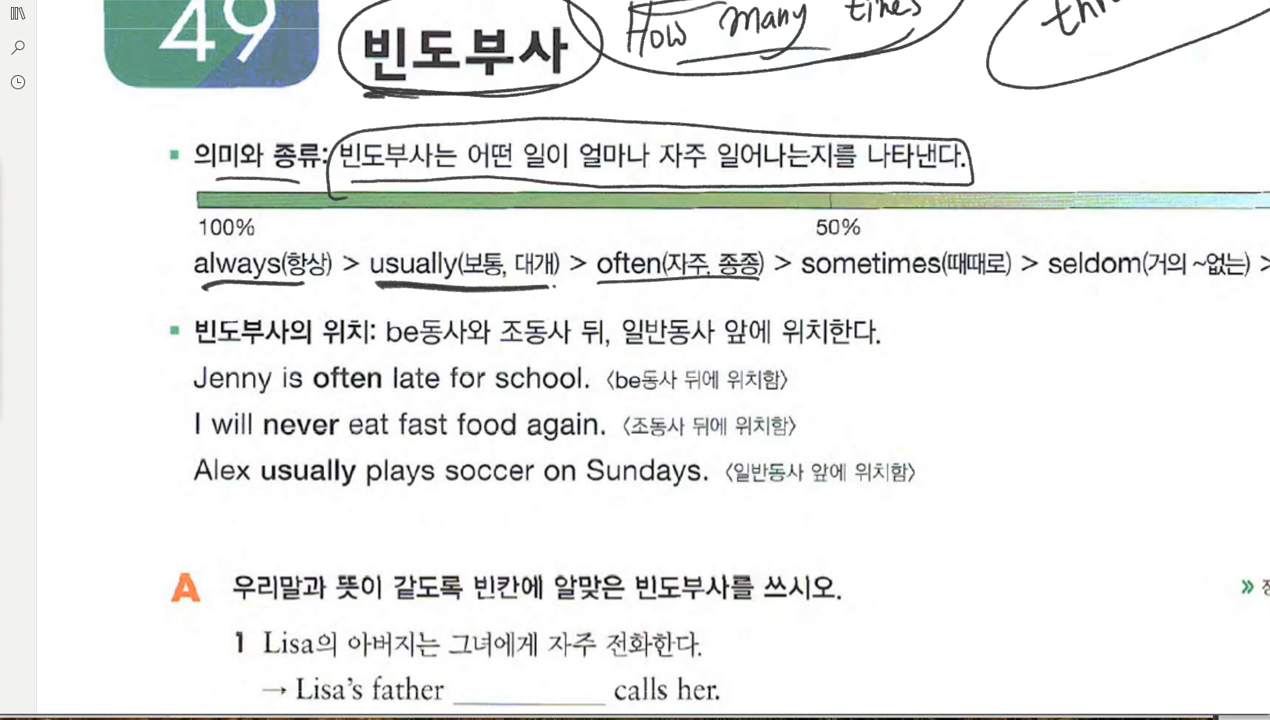 49
빈도부사
How many times
의미와 종류: 빈도부사는 어떤 일이 얼마나 자주 일어나는지를 나타낸다.
100% 50%
always(항상) > usually(보통, 대개) > often(자주, 종종) > sometimes(때때로) > seldom(거의 ~없는) >
빈도부사의 위치: be동사와 조동사 뒤, 일반동사 앞에 위치한다.
Jenny is often late for school. 〈be동사 뒤에 위치함〉
I will never eat fast food again. 〈조동사 뒤에 위치함〉
Alex usually plays soccer on Sundays. 〈일반동사 앞에 위치함〉
A 우리말과 뜻이 같도록 빈칸에 알맞은 빈도부사를 쓰시오. »
1 Lisa의 아버지는 그녀에게 자주 전화한다.
→ Lisa's father ________ calls her.